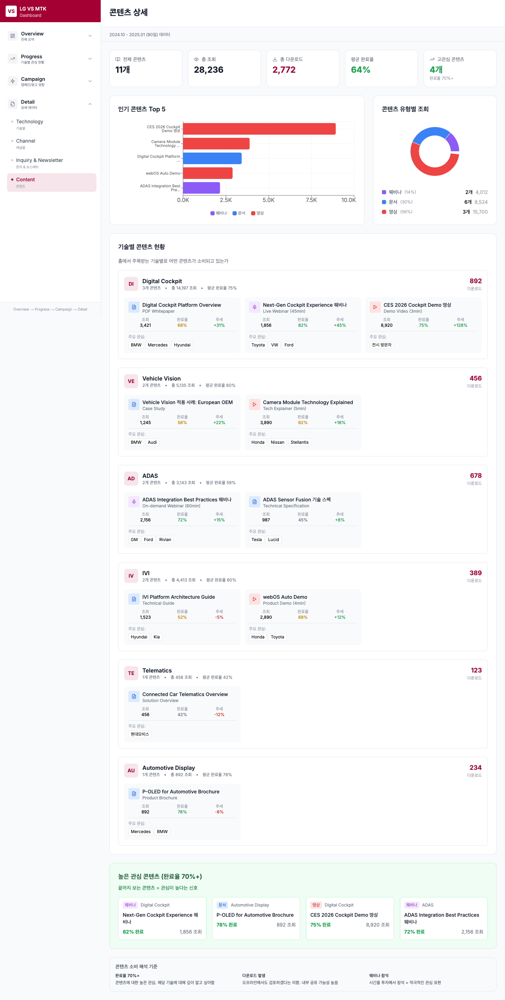 VS
LG VS MTK
Dashboard
Overview
전체 요약
Progress
기술별 관심 현황
Campaign
캠페인/광고 영향
Detail
상세 데이터
Technology
기술별
Channel
채널별
Inquiry & Newsletter
문의 & 뉴스레터
Content
콘텐츠
Overview → Progress → Campaign → Detail
콘텐츠 상세
2024.10 - 2025.01 (90일) 데이터
전체 콘텐츠
11개
총 조회
28,236
총 다운로드
2,772
평균 완료율
64%
고관심 콘텐츠
4개
완료율 70%+
인기 콘텐츠 Top 5
CES 2026 Cockpit
Demo 영상
Camera Module
Technology ...
Digital Cockpit Platform
...
webOS Auto Demo
ADAS Integration Best
Pra...
0.0K 2.5K 5.0K 7.5K 10.0K
웨비나 문서 영상
콘텐츠 유형별 조회
웨비나 (14%) 2개 4,012
문서 (30%) 6개 8,524
영상 (56%) 3개 15,700
기술별 콘텐츠 현황
홈에서 주목받는 기술별로 어떤 콘텐츠가 소비되고 있는가
DI
Digital Cockpit
3개 콘텐츠 • 총 14,197 조회 • 평균 완료율 75%
892
다운로드
Digital Cockpit Platform Overview
PDF Whitepaper
조회 완료율 추세
3,421 68% +31%
주요 관심:
BMW Mercedes Hyundai
Next-Gen Cockpit Experience 웨비나
Live Webinar (45min)
조회 완료율 추세
1,856 82% +45%
주요 관심:
Toyota VW Ford
CES 2026 Cockpit Demo 영상
Demo Video (3min)
조회 완료율 추세
8,920 75% +128%
주요 관심:
전시 방문자
VE
Vehicle Vision
2개 콘텐츠 • 총 5,135 조회 • 평균 완료율 60%
456
다운로드
Vehicle Vision 적용 사례: European OEM
Case Study
조회 완료율 추세
1,245 58% +22%
주요 관심:
BMW Audi
Camera Module Technology Explained
Tech Explainer (5min)
조회 완료율 추세
3,890 62% +18%
주요 관심:
Honda Nissan Stellantis
AD
ADAS
2개 콘텐츠 • 총 3,143 조회 • 평균 완료율 59%
678
다운로드
ADAS Integration Best Practices 웨비나
On-demand Webinar (60min)
조회 완료율 추세
2,156 72% +15%
주요 관심:
GM Ford Rivian
ADAS Sensor Fusion 기술 스펙
Technical Specification
조회 완료율 추세
987 45% +8%
주요 관심:
Tesla Lucid
IV
IVI
2개 콘텐츠 • 총 4,413 조회 • 평균 완료율 60%
389
다운로드
IVI Platform Architecture Guide
Technical Guide
조회 완료율 추세
1,523 52% -5%
주요 관심:
Hyundai Kia
webOS Auto Demo
Product Demo (4min)
조회 완료율 추세
2,890 68% +12%
주요 관심:
Honda Toyota
TE
Telematics
1개 콘텐츠 • 총 456 조회 • 평균 완료율 42%
123
다운로드
Connected Car Telematics Overview
Solution Overview
조회 완료율 추세
456 42% -12%
주요 관심:
현대모비스
AU
Automotive Display
1개 콘텐츠 • 총 892 조회 • 평균 완료율 78%
234
다운로드
P-OLED for Automotive Brochure
Product Brochure
조회 완료율 추세
892 78% -8%
주요 관심:
Mercedes BMW
높은 관심 콘텐츠 (완료율 70%+)
끝까지 보는 콘텐츠 = 관심이 높다는 신호
웨비나 Digital Cockpit
Next-Gen Cockpit Experience 웨
비나
82% 완료 1,856 조회
문서 Automotive Display
P-OLED for Automotive Brochure
78% 완료 892 조회
영상 Digital Cockpit
CES 2026 Cockpit Demo 영상
75% 완료 8,920 조회
웨비나 ADAS
ADAS Integration Best Practices
웨비나
72% 완료 2,156 조회
콘텐츠 소비 해석 기준
완료율 70%+
콘텐츠에 대한 높은 관심. 해당 기술에 대해 깊이 알고 싶어함
다운로드 발생
오프라인에서도 검토하겠다는 의향. 내부 공유 가능성 높음
웨비나 참석
시간을 투자해서 참석 = 적극적인 관심 표현